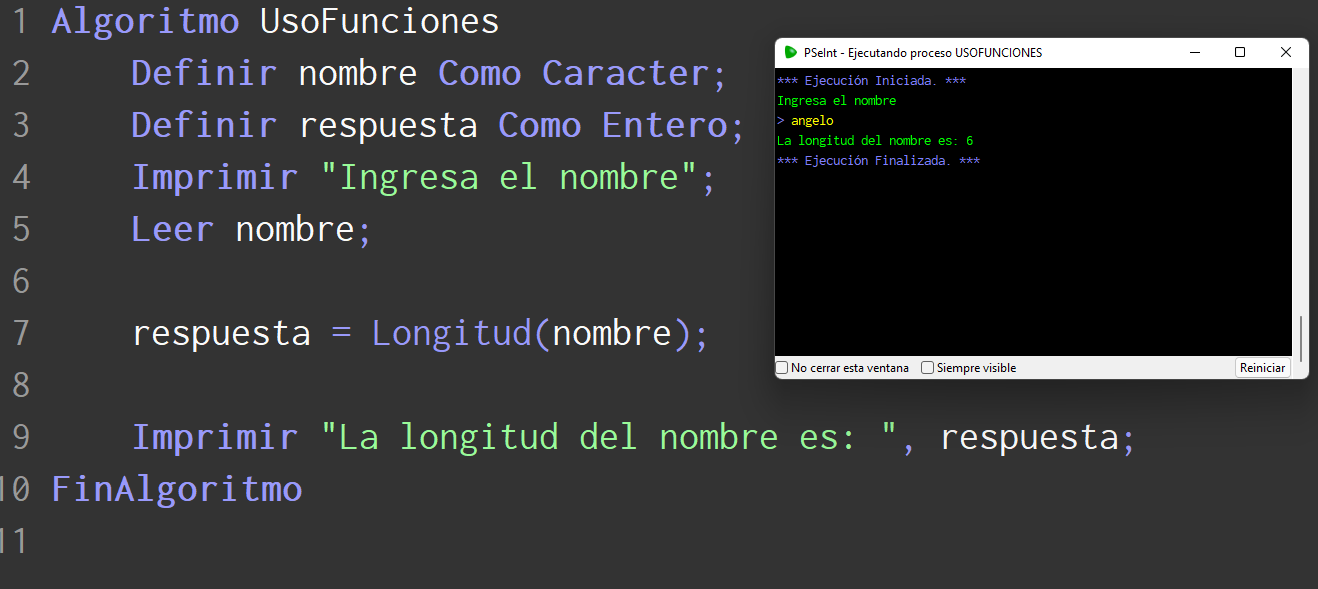 1 Algoritmo UsoFunciones
2 Definir nombre Como Caracter;
3 Definir respuesta Como Entero;
4 Imprimir "Ingresa el nombre";
5 Leer nombre;
6
7 respuesta = Longitud(nombre);
8
9 Imprimir "La longitud del nombre es: ", respuesta;
10 FinAlgoritmo
11
PSeInt - Ejecutando proceso USOFUNCIONES
*** Ejecución Iniciada. ***
Ingresa el nombre
> angelo
La longitud del nombre es: 6
*** Ejecución Finalizada. ***
No cerrar esta ventana Siempre visible Reiniciar